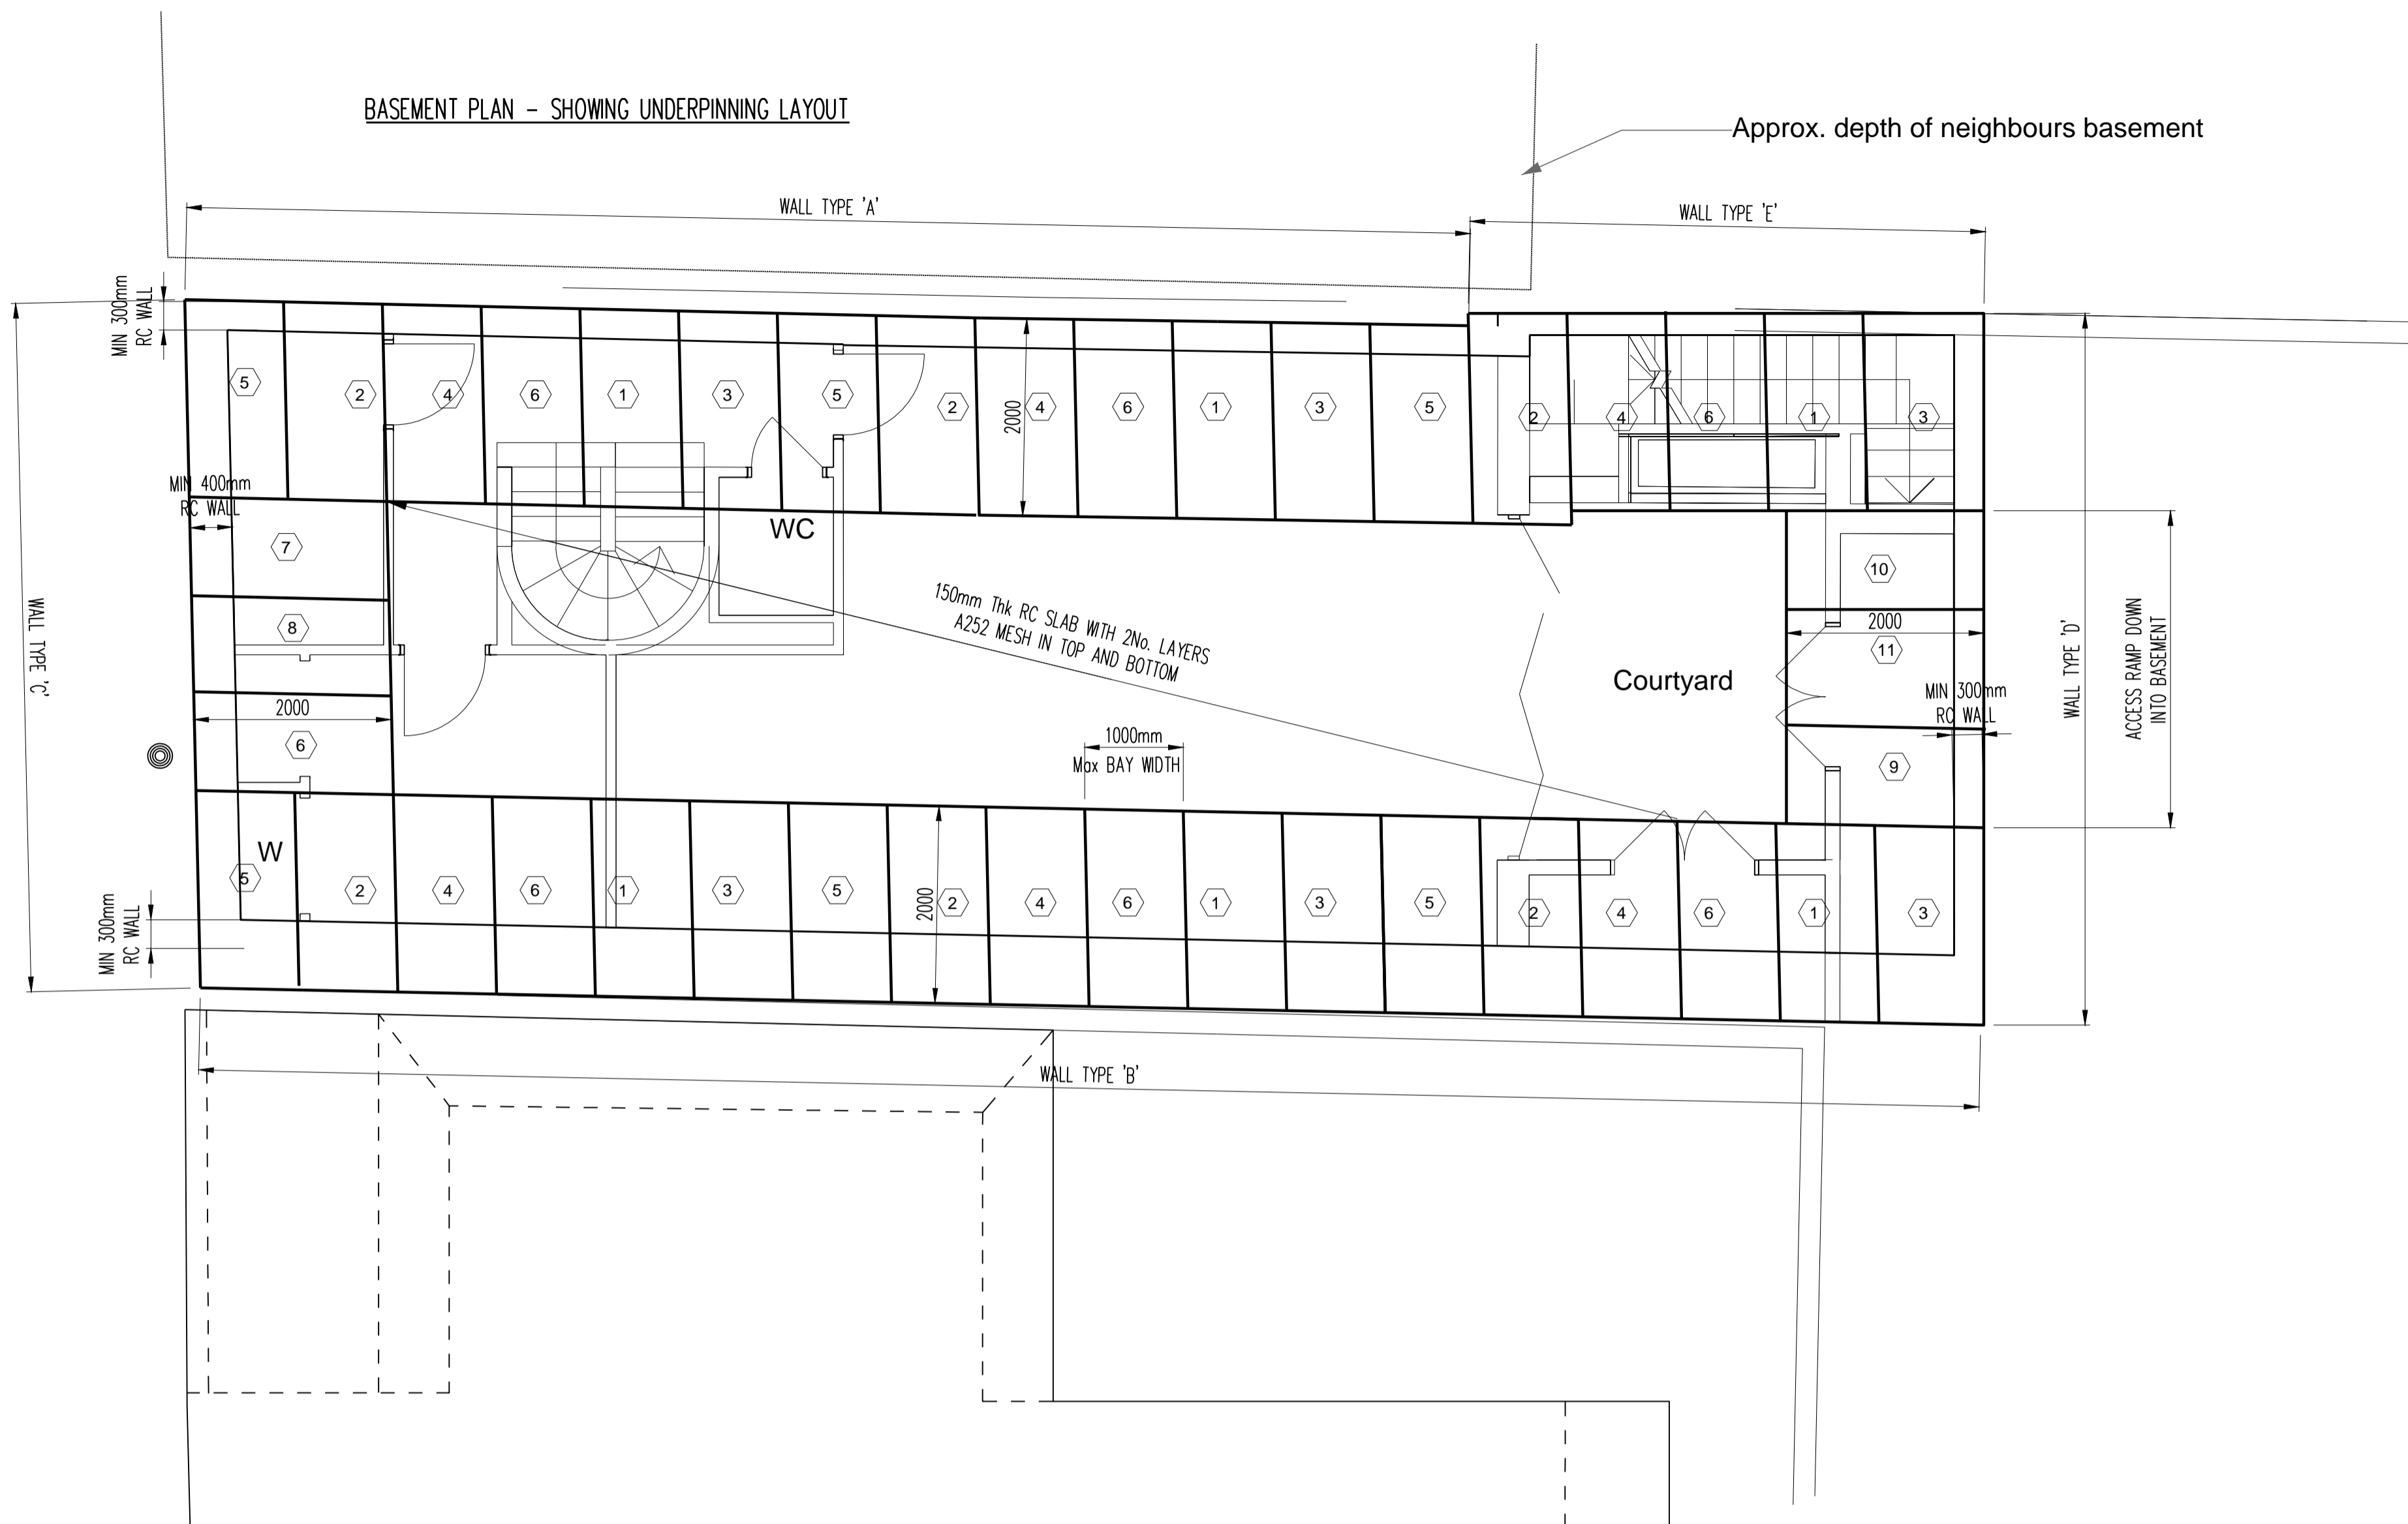 BASEMENT PLAN - SHOWING UNDERPINNING LAYOUT
Approx. depth of neighbours basement
WALL TYPE 'A'
WALL TYPE 'E'
MIN 300mm
RC WALL
5
2
4
6
1
3
5
2
4
6
1
3
5
2
4
6
1
3
2000
MIN 400mm
RC WALL
WC
7
10
8
150mm Thk RC SLAB WITH 2No. LAYERS
A252 MESH IN TOP AND BOTTOM
2000
11
WALL TYPE 'C'
Courtyard
MIN 300mm
RC WALL
WALL TYPE 'D'
ACCESS RAMP DOWN
INTO BASEMENT
2000
6
1000mm
Max BAY WIDTH
9
W
5
2
4
6
1
3
5
2
4
6
1
3
5
2
4
6
1
3
2000
MIN 300mm
RC WALL
WALL TYPE 'B'